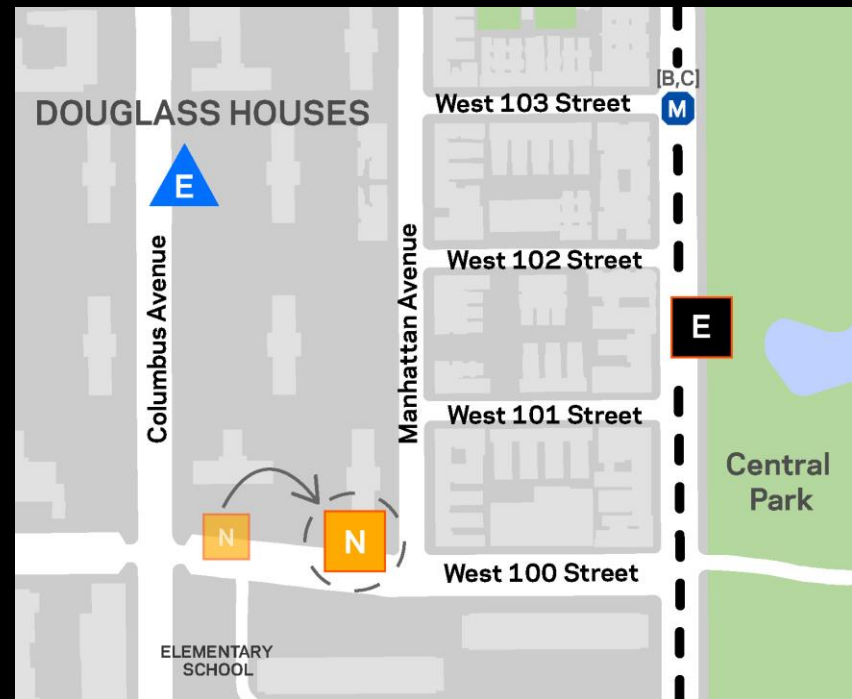 [B,C]
M
West 103 Street
DOUGLASS HOUSES
E
Columbus Avenue
Manhattan Avenue
West 102 Street
E
West 101 Street
Central
Park
N
N
West 100 Street
ELEMENTARY
SCHOOL